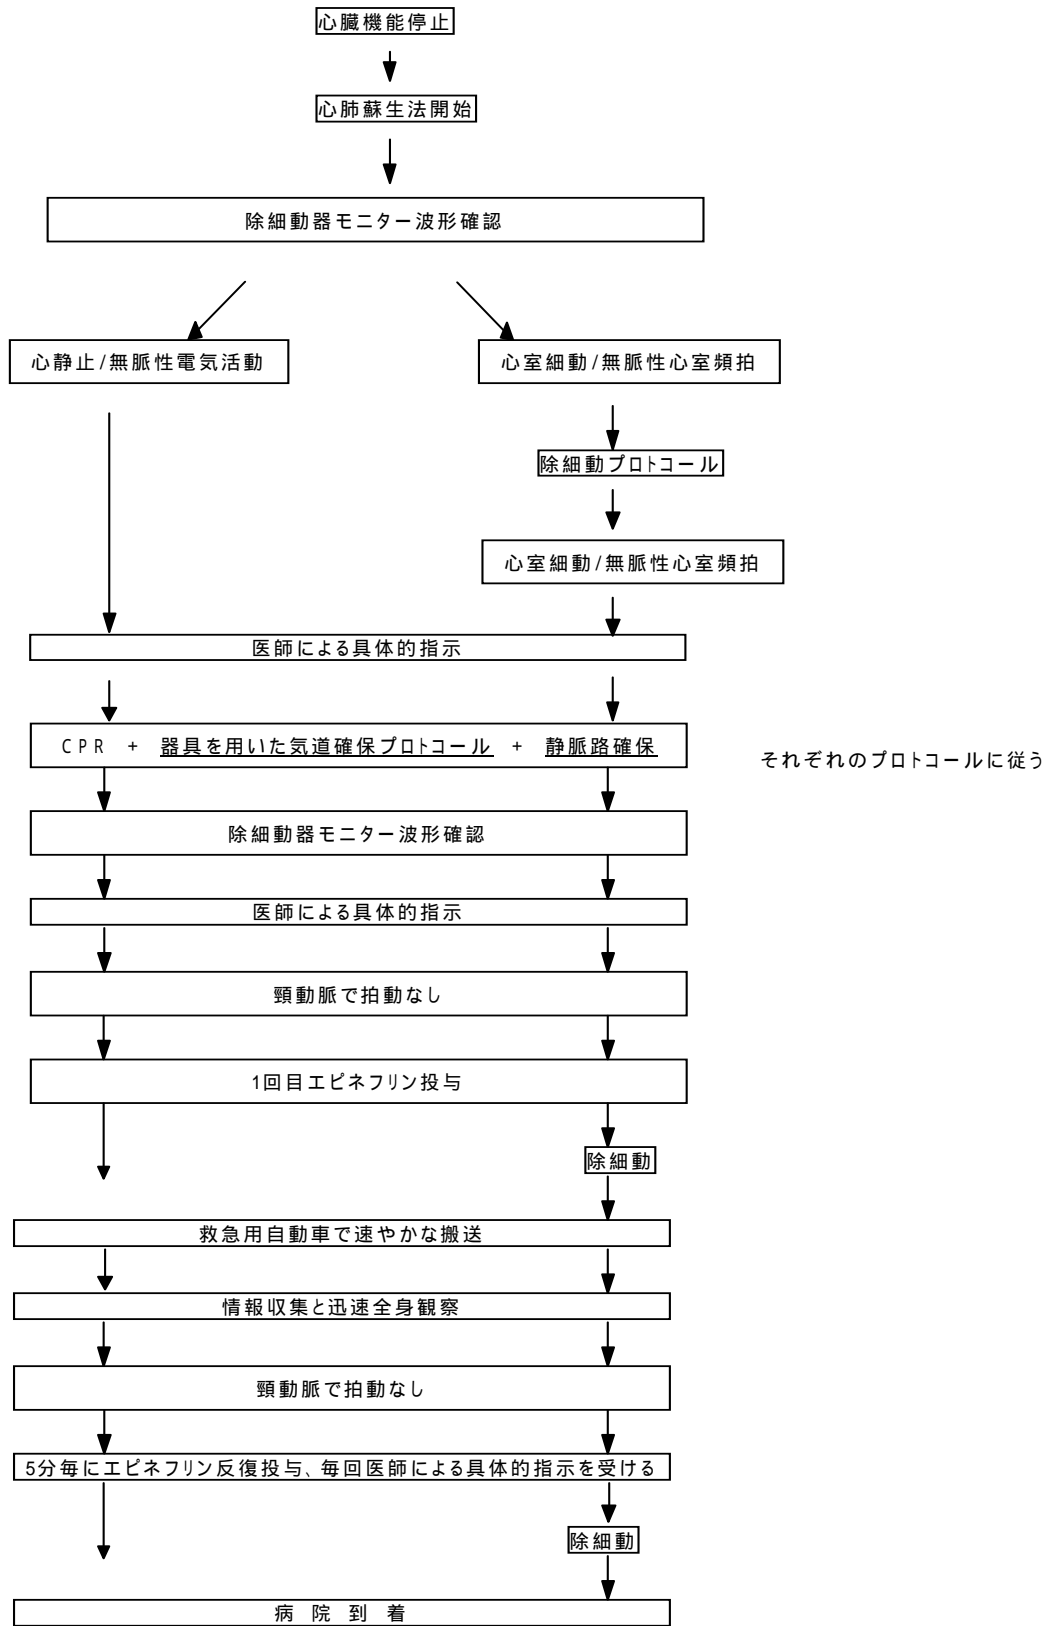 心臓機能停止
心肺蘇生法開始
除細動器モニター波形確認
心静止/無脈性電気活動
心室細動/無脈性心室頻拍
除細動プロトコール
心室細動/無脈性心室頻拍
医師による具体的指示
CPR + 器具を用いた気道確保プロトコール + 静脈路確保
それぞれのプロトコールに従う
除細動器モニター波形確認
医師による具体的指示
頸動脈で拍動なし
1回目エピネフリン投与
除細動
救急用自動車で速やかな搬送
情報収集と迅速全身観察
頸動脈で拍動なし
5分毎にエピネフリン反復投与、毎回医師による具体的指示を受ける
除細動
病院到着